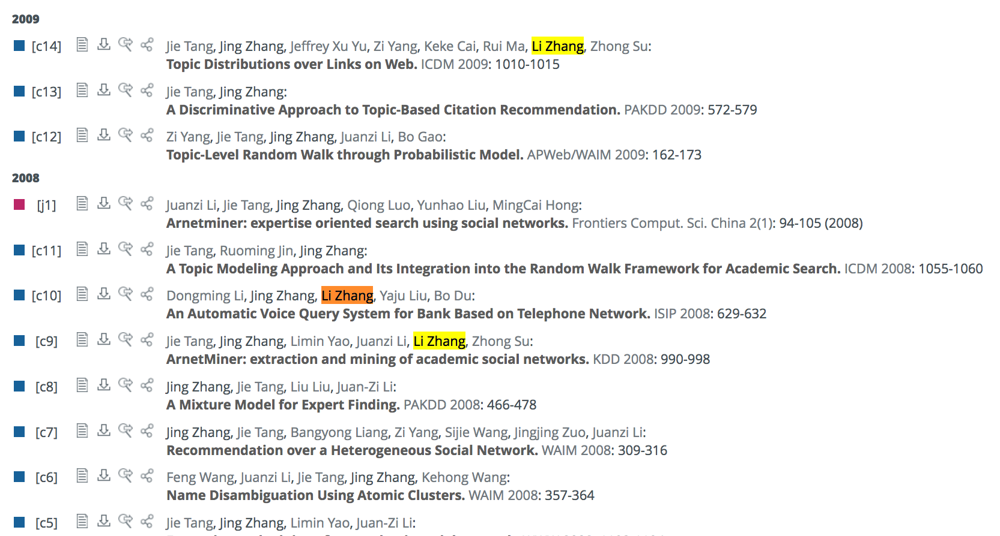 2009
[c14] Jie Tang, Jing Zhang, Jeffrey Xu Yu, Zi Yang, Keke Cai, Rui Ma, Li Zhang, Zhong Su:
Topic Distributions over Links on Web. ICDM 2009: 1010-1015
[c13] Jie Tang, Jing Zhang:
A Discriminative Approach to Topic-Based Citation Recommendation. PAKDD 2009: 572-579
[c12] Zi Yang, Jie Tang, Jing Zhang, Juanzi Li, Bo Gao:
Topic-Level Random Walk through Probabilistic Model. APWeb/WAIM 2009: 162-173
2008
[j1] Juanzi Li, Jie Tang, Jing Zhang, Qiong Luo, Yunhao Liu, MingCai Hong:
Arnetminer: expertise oriented search using social networks. Frontiers Comput. Sci. China 2(1): 94-105 (2008)
[c11] Jie Tang, Ruoming Jin, Jing Zhang:
A Topic Modeling Approach and Its Integration into the Random Walk Framework for Academic Search. ICDM 2008: 1055-1060
[c10] Dongming Li, Jing Zhang, Li Zhang, Yaju Liu, Bo Du:
An Automatic Voice Query System for Bank Based on Telephone Network. ISIP 2008: 629-632
[c9] Jie Tang, Jing Zhang, Limin Yao, Juanzi Li, Li Zhang, Zhong Su:
ArnetMiner: extraction and mining of academic social networks. KDD 2008: 990-998
[c8] Jing Zhang, Jie Tang, Liu Liu, Juan-Zi Li:
A Mixture Model for Expert Finding. PAKDD 2008: 466-478
[c7] Jing Zhang, Jie Tang, Bangyong Liang, Zi Yang, Sijie Wang, Jingjing Zuo, Juanzi Li:
Recommendation over a Heterogeneous Social Network. WAIM 2008: 309-316
[c6] Feng Wang, Juanzi Li, Jie Tang, Jing Zhang, Kehong Wang:
Name Disambiguation Using Atomic Clusters. WAIM 2008: 357-364
[c5] Jie Tang, Jing Zhang, Limin Yao, Juan-Zi Li: